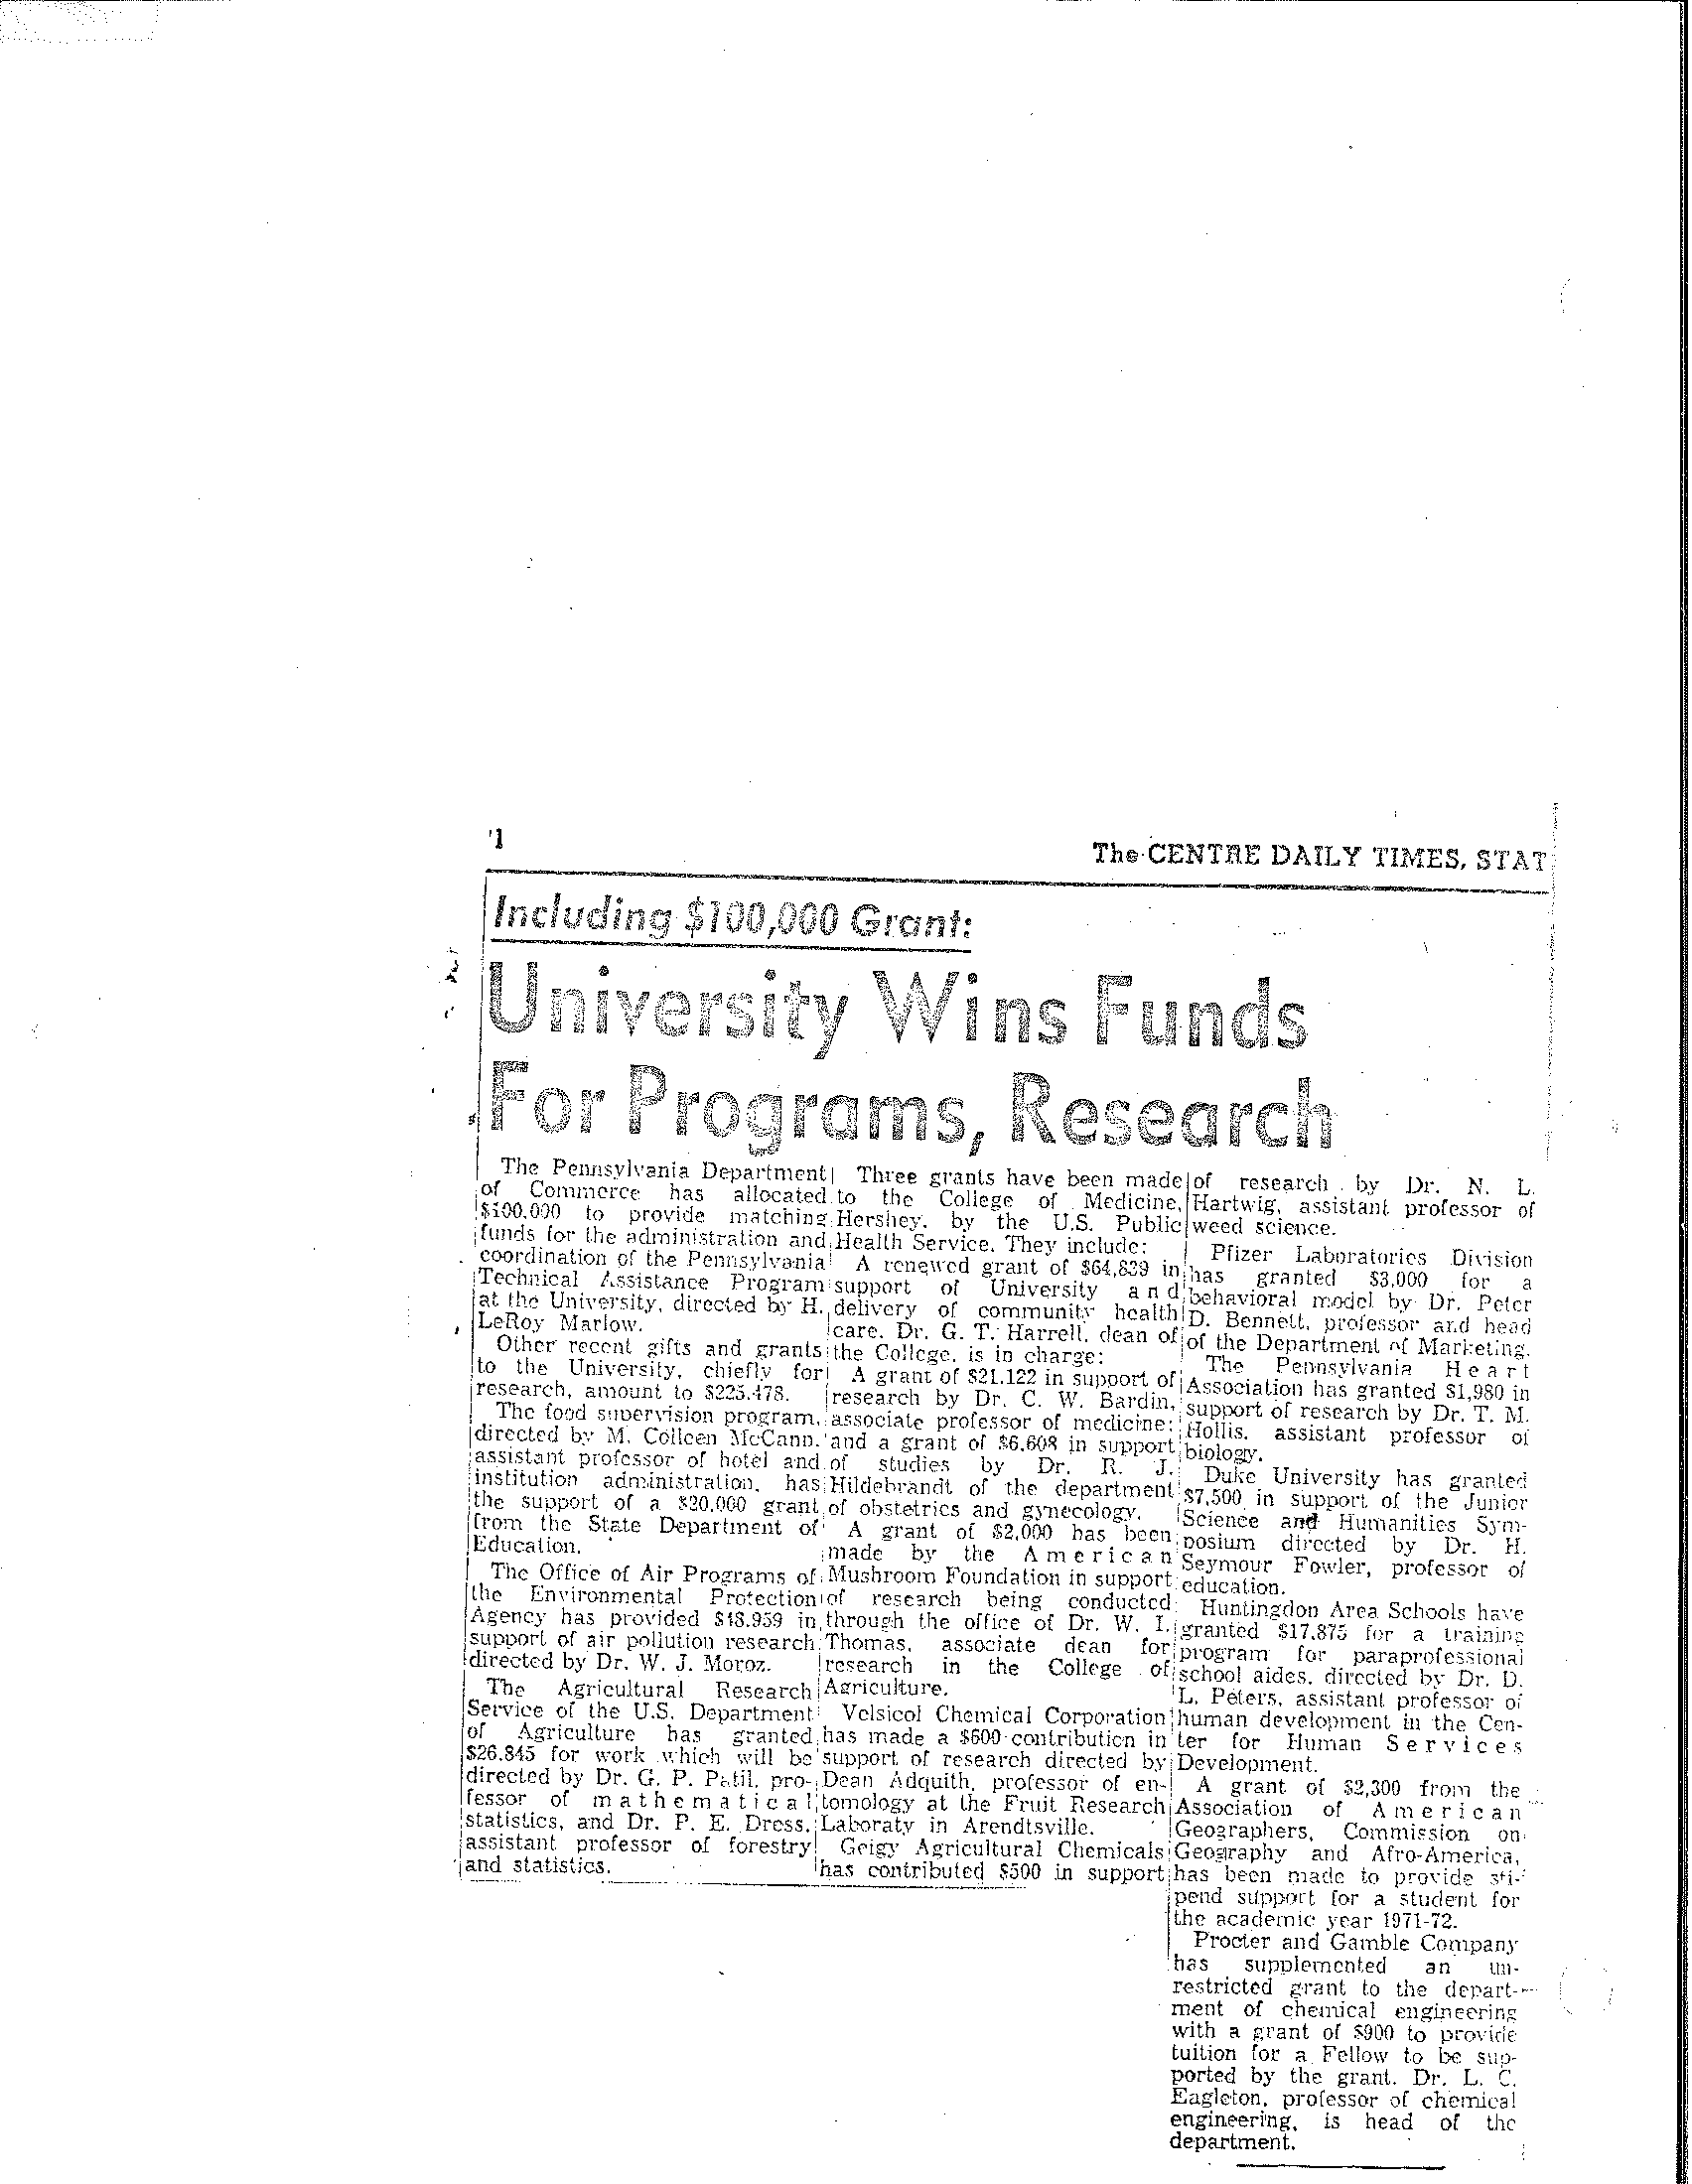 '1
The CENTRE DAILY TIMES, STAT
Including $100,000 Grant:
University Wins Funds
For Programs, Research
The Pennsylvania Department
of Commerce has allocated
$100,000 to provide matching
funds for the administration and
coordination of the Pennsylvania
Technical Assistance Program
at the University, directed by H.
LeRoy Marlow.
Other recent gifts and grants
to the University, chiefly for
research, amount to $225,478.
The food supervision program,
directed by M. Colleen McCann,
assistant professor of hotel and
institution administration, has
the support of a $20,000 grant
from the State Department of
Education.
The Office of Air Programs of
the Environmental Protection
Agency has provided $18,959 in
support of air pollution research
directed by Dr. W. J. Moroz.
The Agricultural Research
Service of the U.S. Department
of Agriculture has granted
$26,845 for work which will be
directed by Dr. G. P. Patil, pro-
fessor of mathematical
statistics, and Dr. P. E. Dress,
assistant professor of forestry
and statistics.
Three grants have been made
to the College of Medicine,
Hershey, by the U.S. Public
Health Service. They include:
A renewed grant of $64,839 in
support of University and
delivery of community health
care. Dr. G. T. Harrell, dean of
the College, is in charge:
A grant of $21,122 in support of
research by Dr. C. W. Bardin,
associate professor of medicine;
and a grant of $6,608 in support
of studies by Dr. R. J.
Hildebrandt of the department
of obstetrics and gynecology.
A grant of $2,000 has been
made by the American
Mushroom Foundation in support
of research being conducted
through the office of Dr. W. I.
Thomas, associate dean for
research in the College of
Agriculture.
Velsicol Chemical Corporation
has made a $600 contribution in
support of research directed by
Dean Adquith, professor of en-
tomology at the Fruit Research
Laboraty in Arendtsville.
Geigy Agricultural Chemicals
has contributed $500 in support
of research by Dr. N. L.
Hartwig, assistant professor of
weed science.
Pfizer Laboratories Division
has granted $3,000 for a
behavioral model by Dr. Peter
D. Bennett, professor and head
of the Department of Marketing.
The Pennsylvania Heart
Association has granted $1,980 in
support of research by Dr. T. M.
Hollis, assistant professor of
biology.
Duke University has granted
$7,500 in support of the Junior
Science and Humanities Sym-
posium directed by Dr. H.
Seymour Fowler, professor of
education.
Huntingdon Area Schools have
granted $17,875 for a training
program for paraprofessional
school aides, directed by Dr. D.
L. Peters, assistant professor of
human development in the Cen-
ter for Human Services
Development.
A grant of $2,300 from the
Association of American
Geographers, Commission on
Geography and Afro-America,
has been made to provide sti-
pend support for a student for
the academic year 1971-72.
Procter and Gamble Company
has supplemented an un-
restricted grant to the depart-
ment of chemical engineering
with a grant of $900 to provide
tuition for a Fellow to be sup-
ported by the grant. Dr. L. C.
Eagleton, professor of chemical
engineering, is head of the
department.